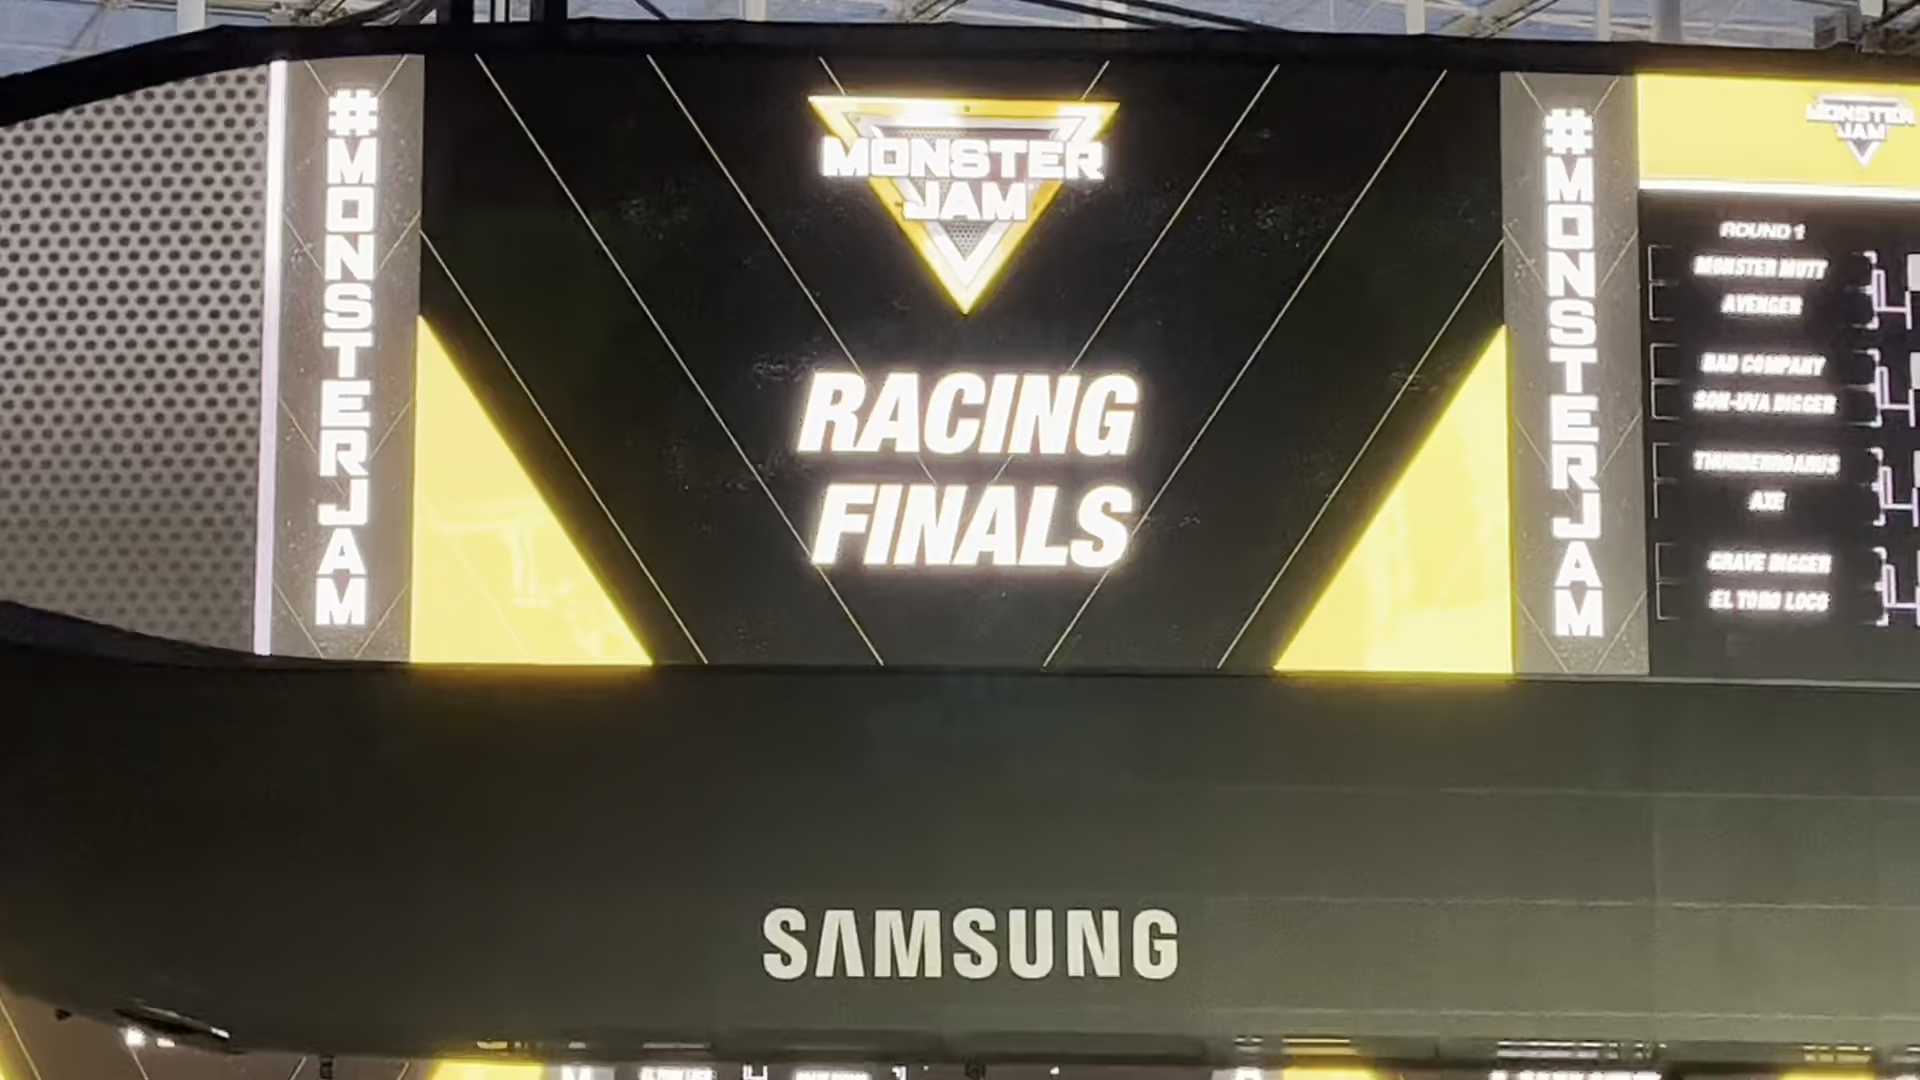 #MONSTERJAM
MONSTER
JAM
RACING
FINALS
#MONSTERJAM
MONSTER
JAM
ROUND 1
MONSTER MUTT
AVENGER
BAD COMPANY
SON-UVA DIGGER
THUNDERROARUS
AXE
GRAVE DIGGER
EL TORO LOCO
SAMSUNG